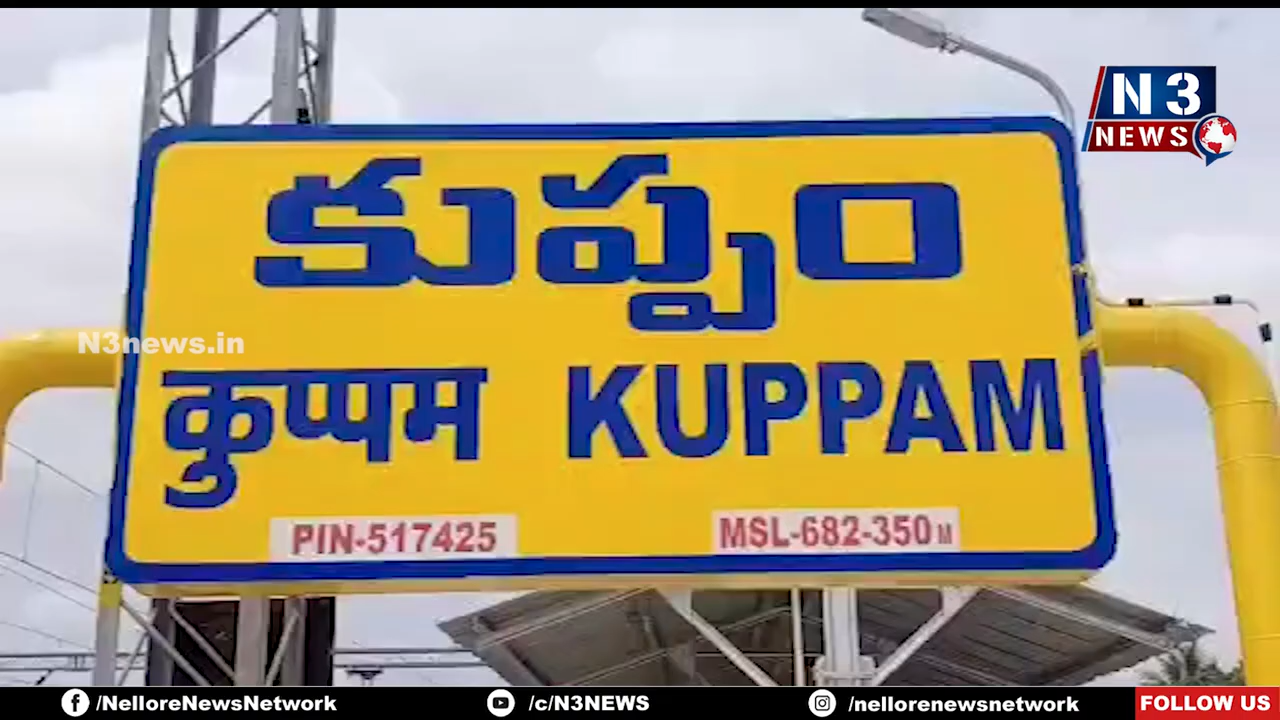 N3
NEWS
కుప్పం
N3news.in
कुप्पम KUPPAM
PIN-517425 MSL-682-350 M
/NelloreNewsNetwork /c/N3NEWS /nellorenewsnetwork FOLLOW US